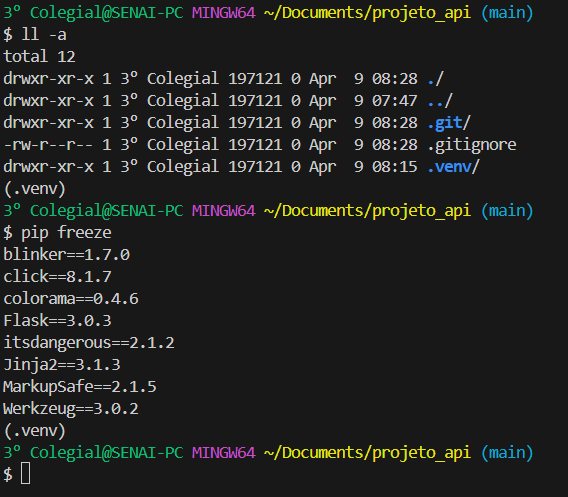 3º Colegial@SENAI-PC MINGW64 ~/Documents/projeto_api (main)
$ ll -a
total 12
drwxr-xr-x 1 3º Colegial 197121 0 Apr  9 08:28 ./
drwxr-xr-x 1 3º Colegial 197121 0 Apr  9 07:47 ../
drwxr-xr-x 1 3º Colegial 197121 0 Apr  9 08:28 .git/
-rw-r--r-- 1 3º Colegial 197121 0 Apr  9 08:28 .gitignore
drwxr-xr-x 1 3º Colegial 197121 0 Apr  9 08:15 .venv/
(.venv)
3º Colegial@SENAI-PC MINGW64 ~/Documents/projeto_api (main)
$ pip freeze
blinker==1.7.0
click==8.1.7
colorama==0.4.6
Flask==3.0.3
itsdangerous==2.1.2
Jinja2==3.1.3
MarkupSafe==2.1.5
Werkzeug==3.0.2
(.venv)
3º Colegial@SENAI-PC MINGW64 ~/Documents/projeto_api (main)
$